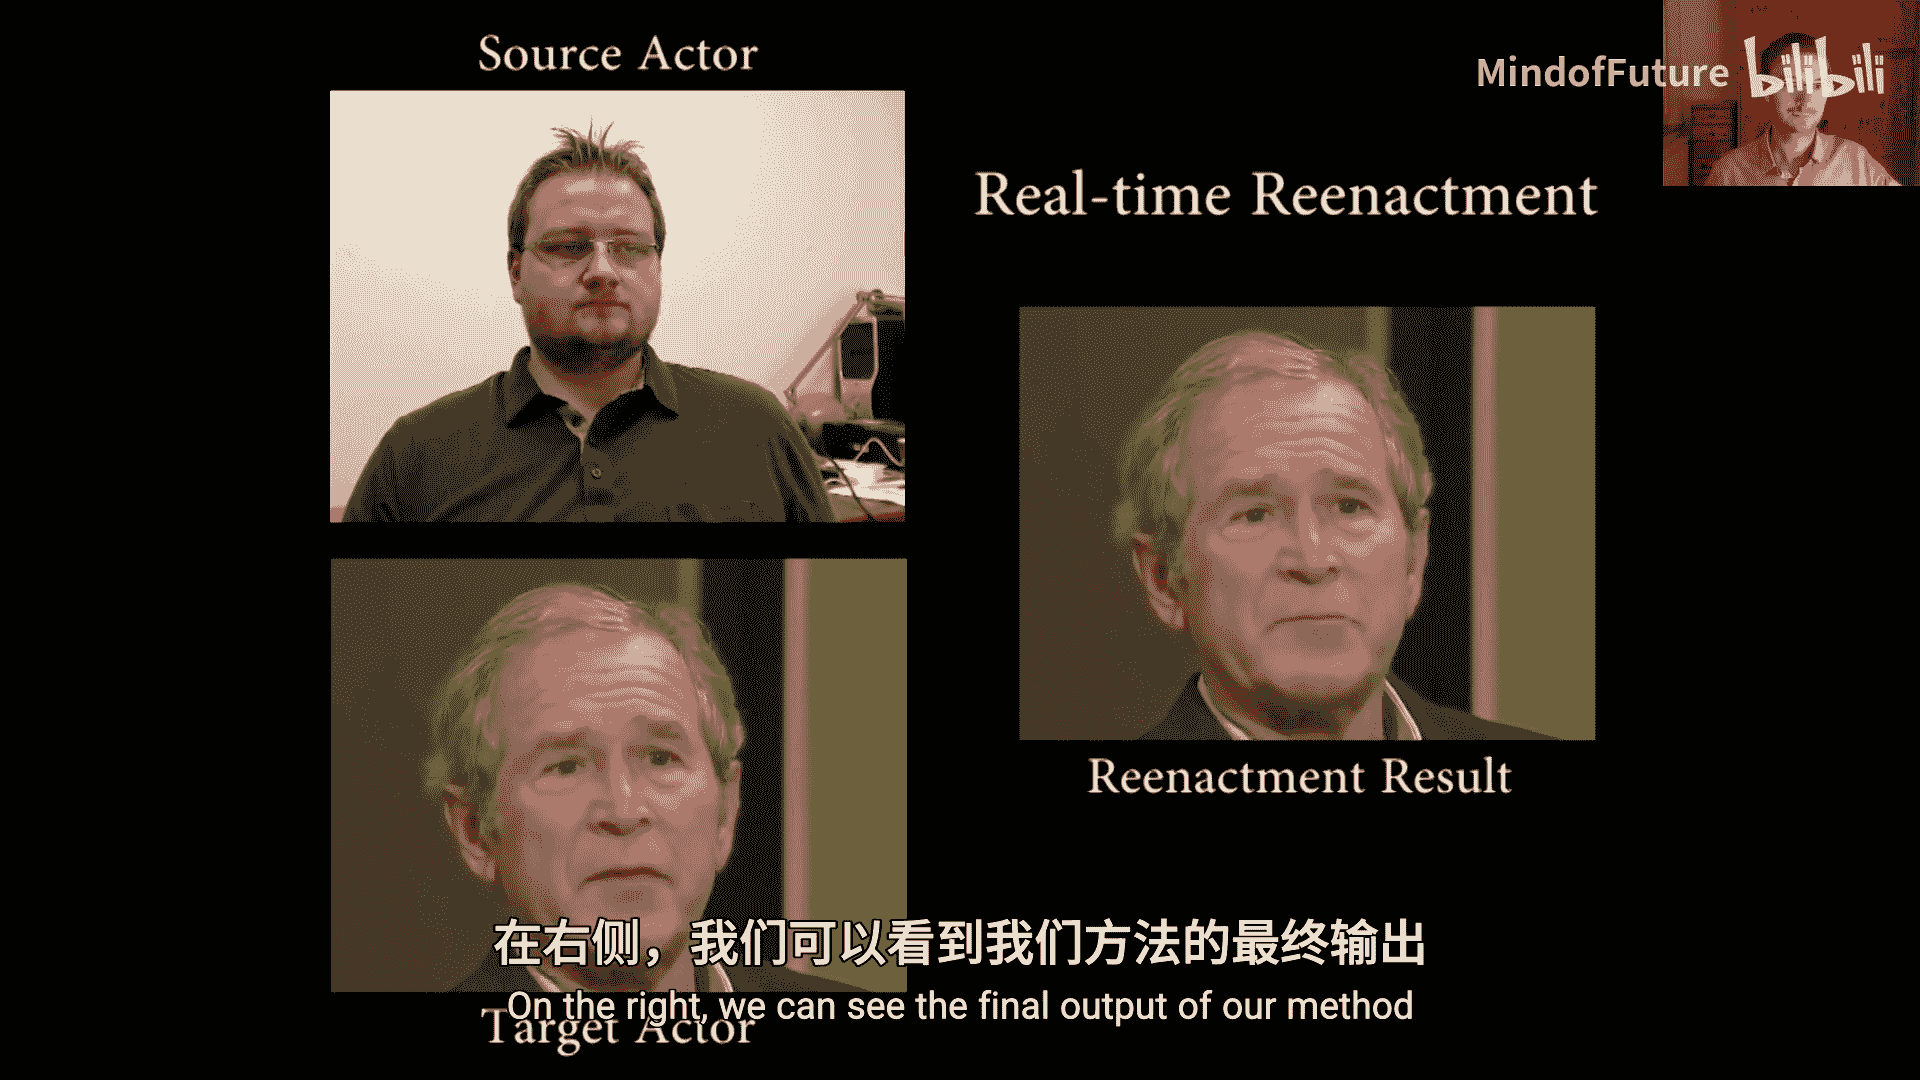 Source Actor
MindofFuture bilibili
Real-time Reenactment
Reenactment Result
在右侧，我们可以看到我们方法的最终输出
On the right, we can see the final output of our method
Target Actor